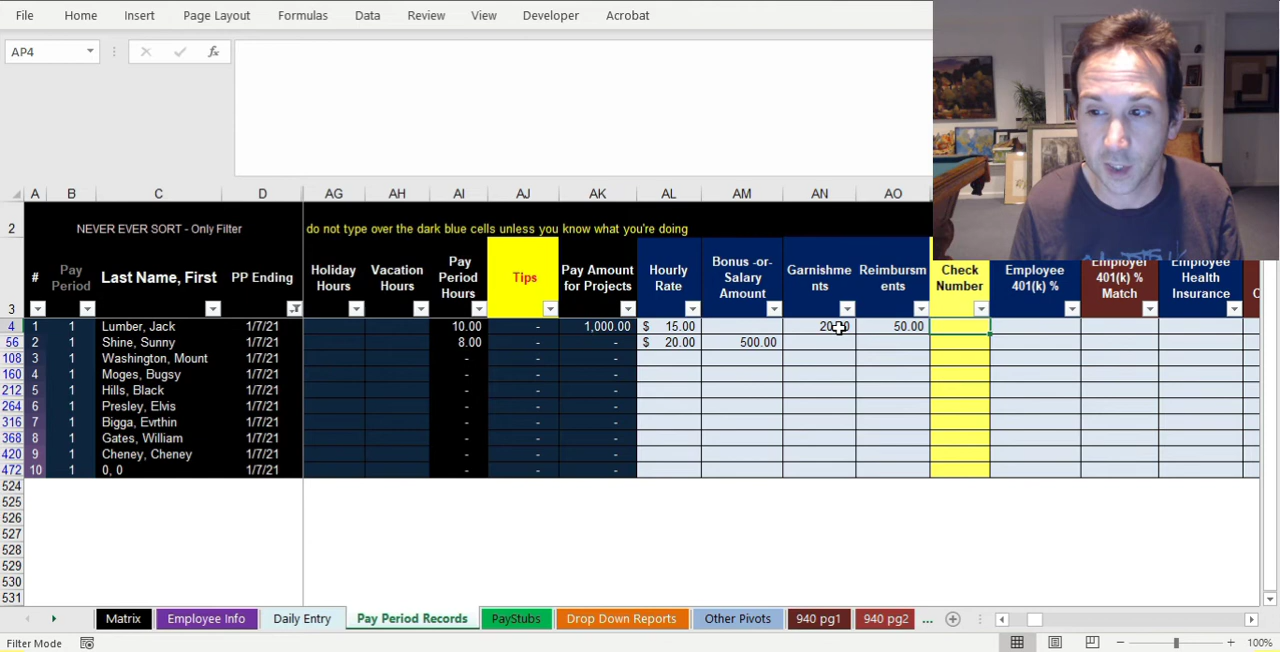 File Home Insert Page Layout Formulas Data Review View Developer Acrobat
AP4 fx
A B C D AG AH AI AJ AK AL AM AN AO
2 NEVER EVER SORT - Only Filter do not type over the dark blue cells unless you know what you're doing
3 # Pay Period Last Name, First PP Ending Holiday Hours Vacation Hours Pay Period Hours Tips Pay Amount for Projects Hourly Rate Bonus -or- Salary Amount Garnishments Reimbursments Check Number Employee 401(k) % Employer 401(k) % Match Employee Health Insurance
4 1 1 Lumber, Jack 1/7/21 10.00 - 1,000.00 $ 15.00 50.00
56 2 1 Shine, Sunny 1/7/21 8.00 - - $ 20.00 500.00
108 3 1 Washington, Mount 1/7/21 - - -
160 4 1 Moges, Bugsy 1/7/21 - - -
212 5 1 Hills, Black 1/7/21 - - -
264 6 1 Presley, Elvis 1/7/21 - - -
316 7 1 Bigga, Evrthin 1/7/21 - - -
368 8 1 Gates, William 1/7/21 - - -
420 9 1 Cheney, Cheney 1/7/21 - - -
472 10 1 0, 0 1/7/21 - - -
524
525
526
527
528
529
530
531
Matrix Employee Info Daily Entry Pay Period Records PayStubs Drop Down Reports Other Pivots 940 pg1 940 pg2 ...
Filter Mode 100%